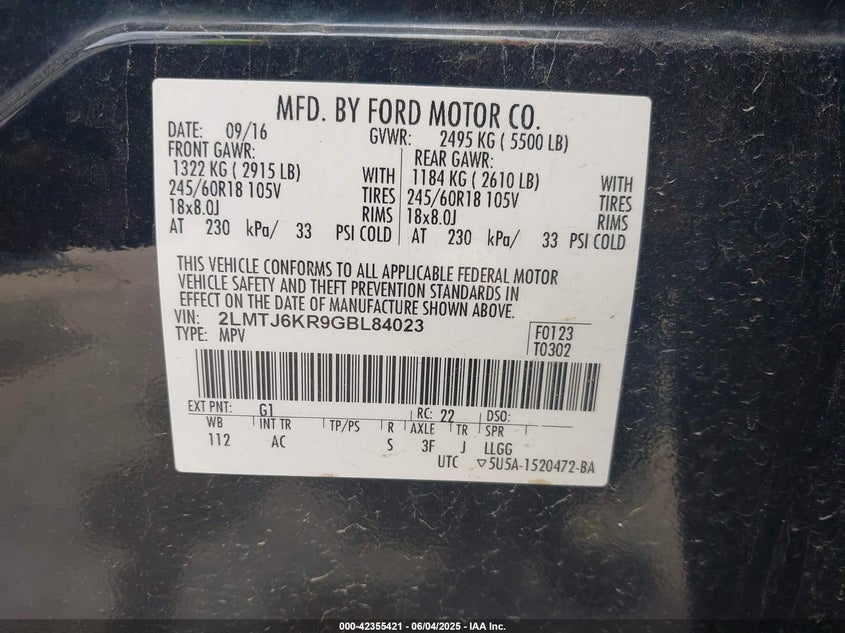 MFD. BY FORD MOTOR CO.
DATE: 09/16 GVWR: 2495 KG ( 5500 LB)
FRONT GAWR: REAR GAWR:
1322 KG ( 2915 LB) WITH 1184 KG ( 2610 LB) WITH
245/60R18 105V TIRES 245/60R18 105V TIRES
18x8.0J RIMS 18x8.0J RIMS
AT 230 kPa/ 33 PSI COLD AT 230 kPa/ 33 PSI COLD
THIS VEHICLE CONFORMS TO ALL APPLICABLE FEDERAL MOTOR
VEHICLE SAFETY AND THEFT PREVENTION STANDARDS IN
EFFECT ON THE DATE OF MANUFACTURE SHOWN ABOVE.
VIN: 2LMTJ6KR9GBL84023
TYPE: MPV
F0123
T0302
EXT PNT: G1 RC: 22 DSO:
WB INT TR TP/PS R AXLE TR SPR
112 AC S 3F J LLGG
UTC ▽5U5A-1520472-BA
000-42355421 - 06/04/2025 - IAA Inc.